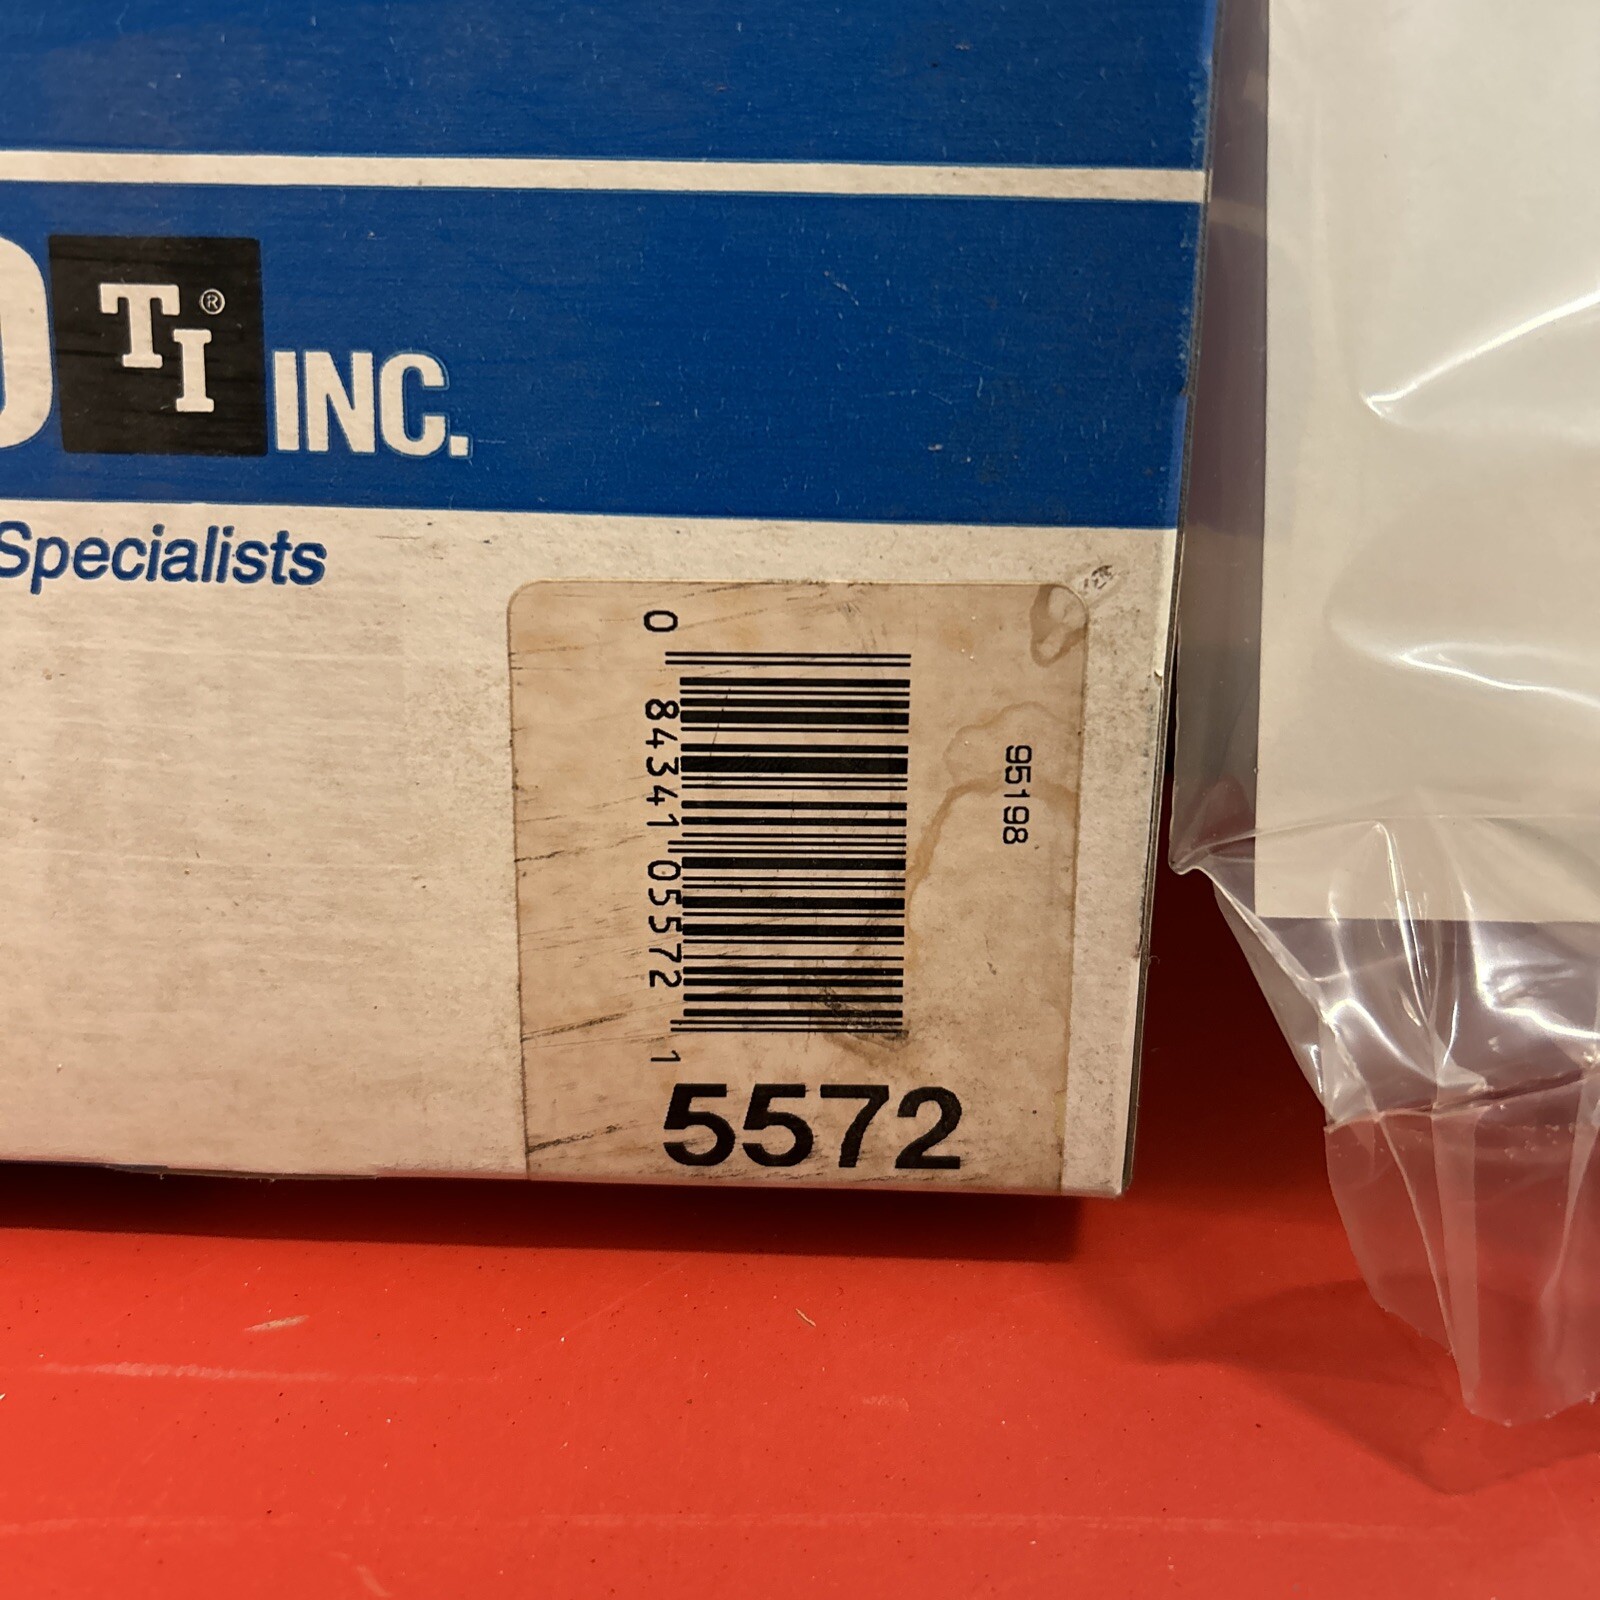 TI® INC.
Specialists
0 84341 05572 1
95198
5572